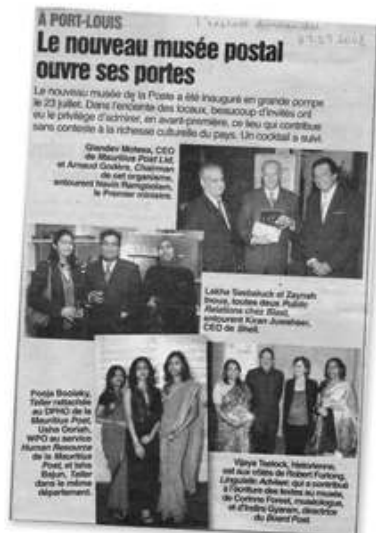 À PORT-LOUIS
Le nouveau musée postal
ouvre ses portes
Le nouveau musée de la Poste a été inauguré en grande pompe
le 23 juillet. Dans l'enceinte des locaux, beaucoup d'invités ont
eu le privilège d'admirer, en avant-première, ce lieu qui contribue
sans conteste à la richesse culturelle du pays. Un cocktail a suivi.
Giandev Moteea, CEO
de Mauritius Post Ltd,
et Arnaud Godère, Chairman
de cet organisme,
entourent Navin Ramgoolam,
le Premier ministre.
Lekha Seebaluck et Zaynah
toutes deux Public
Relations chez Blast,
entourent Kiran Juwaheer,
CEO de Shell.
Pooja Boolaky,
Teller rattachée
au DPHO de la
Mauritius Post,
Usha Ooriah,
WPO au service
Human Resource
de la Mauritius
Post, et Isha
Bajun, Teller
dans le même
département.
Vijaya Teelock, historienne,
est aux côtés de Robert Furlong,
Linguistic Adviser, qui a contribué
à l'écriture des textes au musée,
de Corinne Forest, muséologue,
et d'Indira Gyaram, directrice
du Board Post.